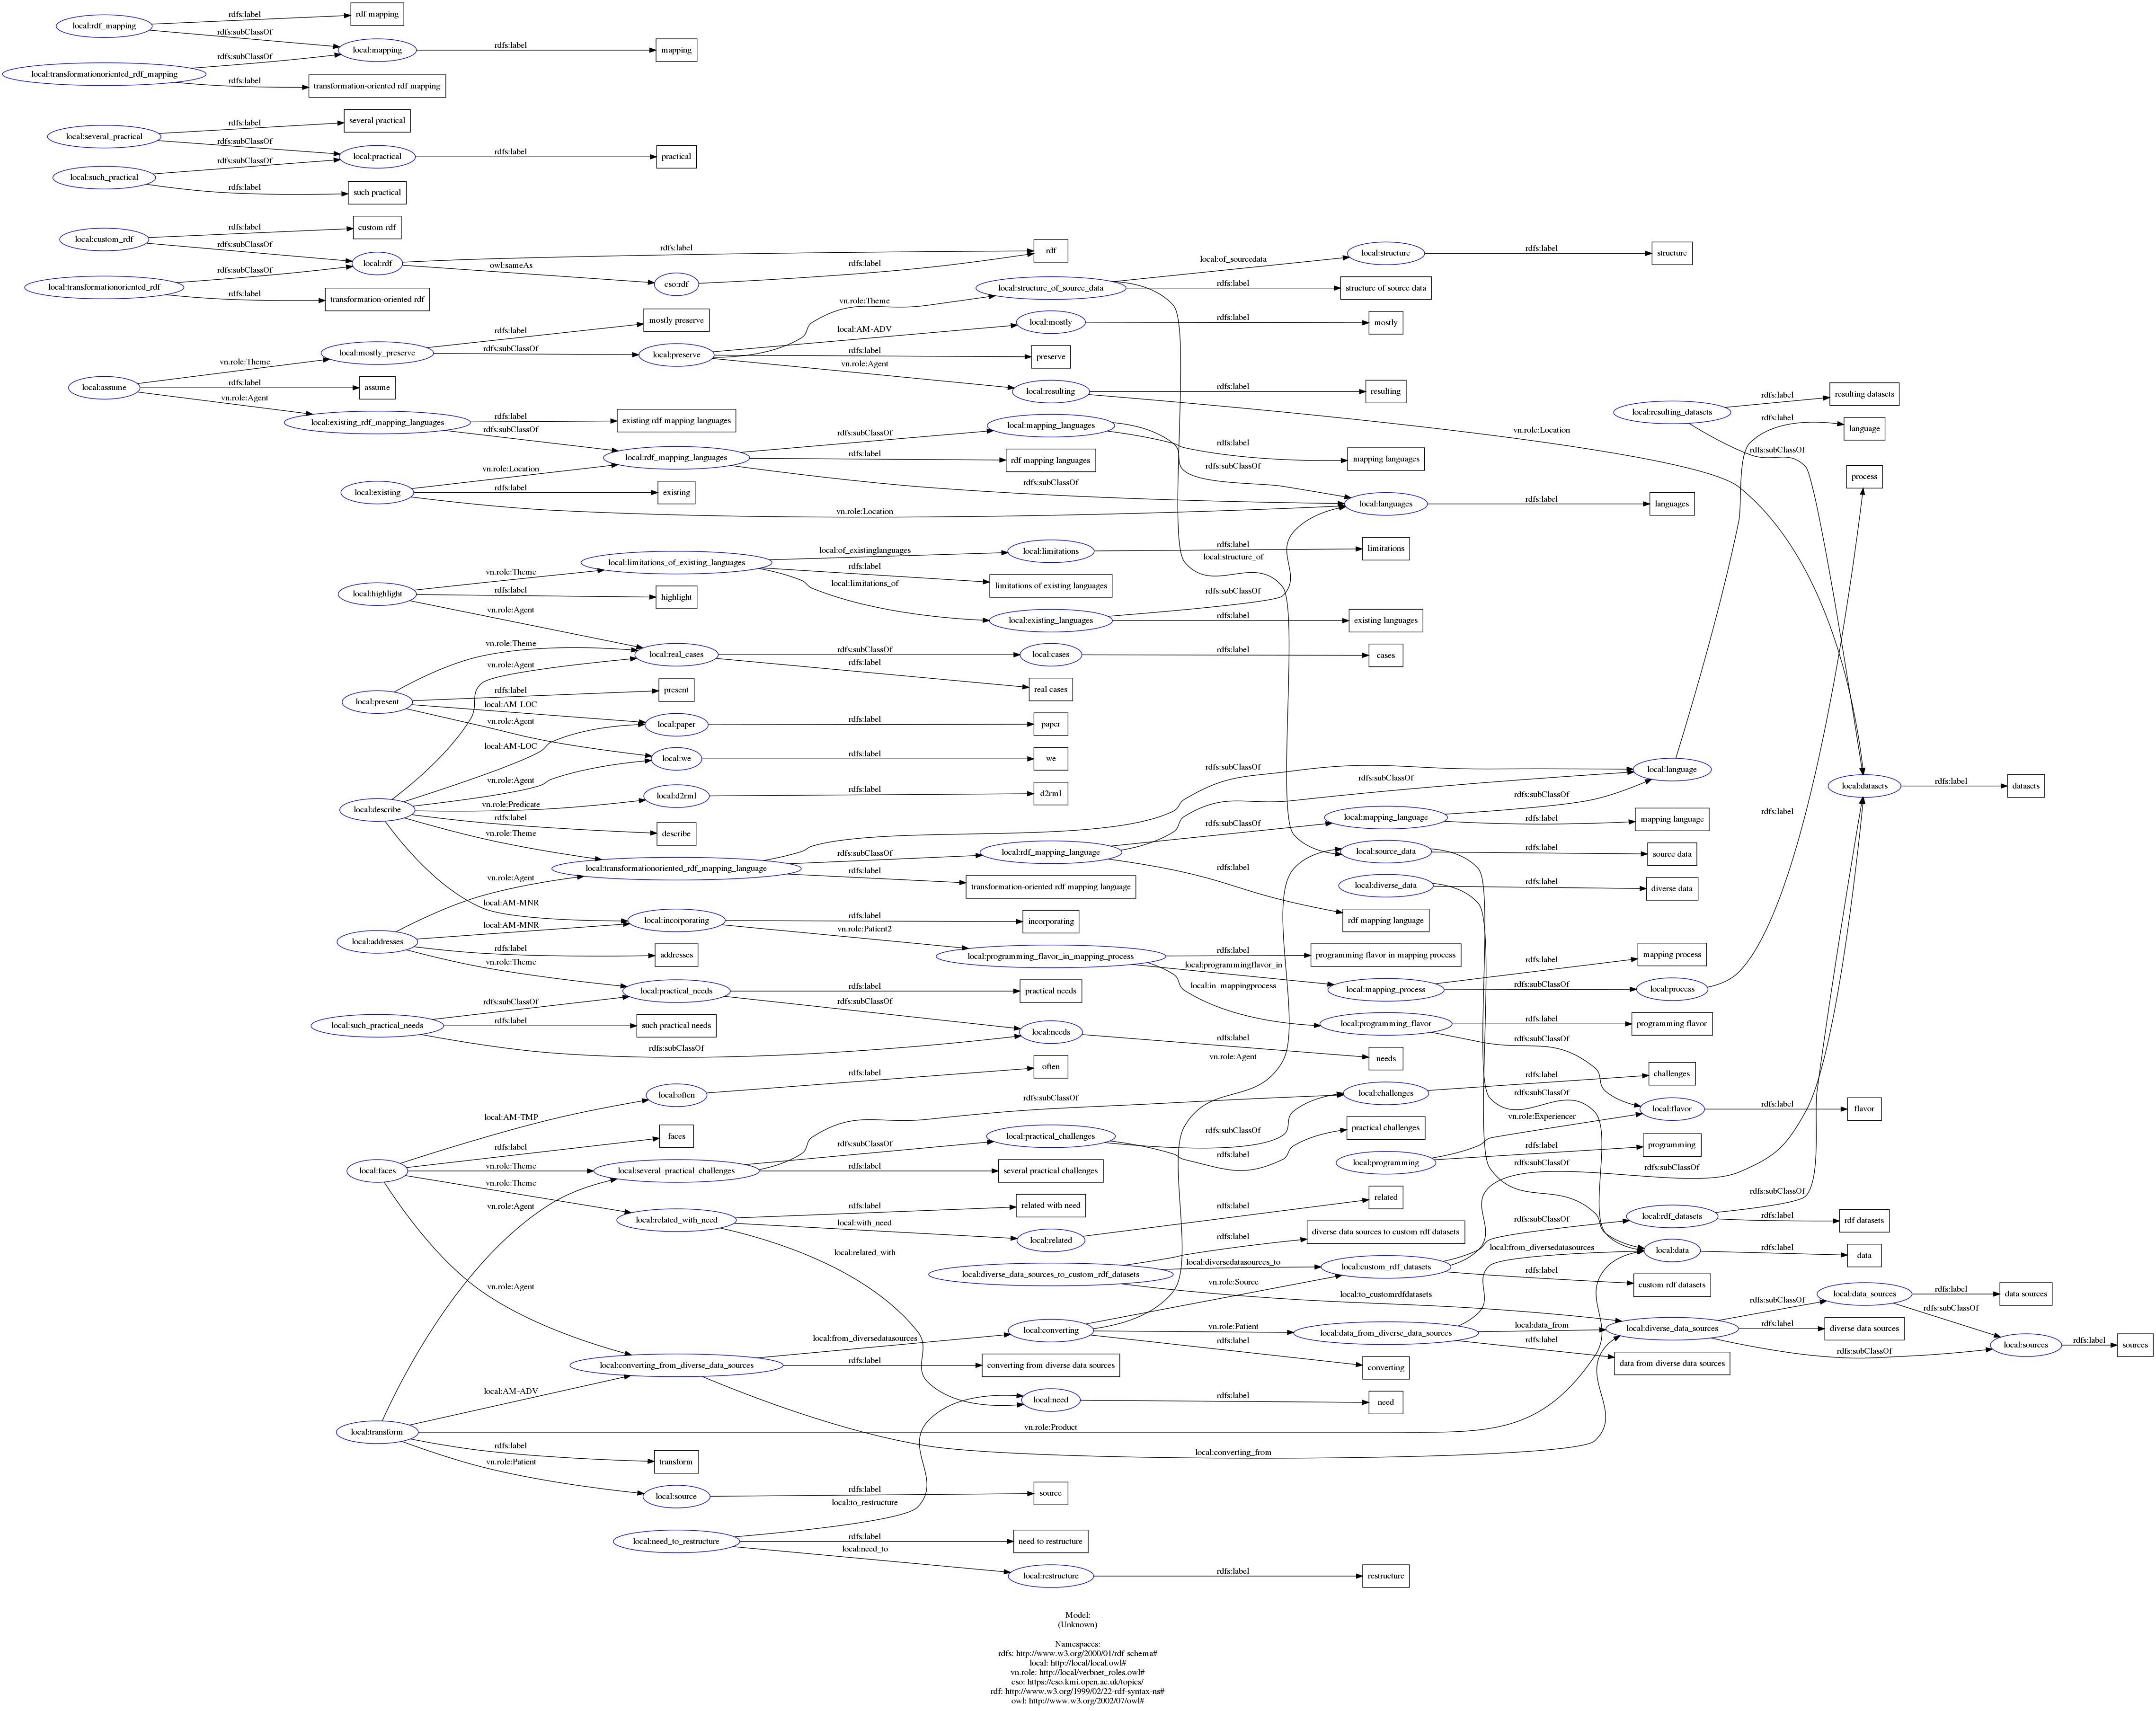 local:rdf_mapping
rdfs:label
rdf mapping
rdfs:subClassOf
local:mapping
rdfs:label
mapping
local:transformationoriented_rdf_mapping
rdfs:subClassOf
rdfs:label
transformation-oriented rdf mapping
local:several_practical
rdfs:label
several practical
rdfs:subClassOf
local:practical
rdfs:label
practical
local:such_practical
rdfs:subClassOf
rdfs:label
such practical
local:custom_rdf
rdfs:label
custom rdf
rdfs:subClassOf
local:rdf
rdfs:label
rdf
owl:sameAs
cso:rdf
rdfs:label
local:transformationoriented_rdf
rdfs:subClassOf
rdfs:label
transformation-oriented rdf
local:structure_of_source_data
local:of_sourcedata
local:structure
rdfs:label
structure
rdfs:label
structure of source data
local:structure_of
local:assume
vn.role:Theme
local:mostly_preserve
rdfs:label
mostly preserve
rdfs:subClassOf
local:preserve
vn.role:Theme
local:AM-ADV
local:mostly
rdfs:label
mostly
rdfs:label
preserve
vn.role:Agent
local:resulting
rdfs:label
resulting
vn.role:Location
rdfs:label
assume
vn.role:Agent
local:existing_rdf_mapping_languages
rdfs:label
existing rdf mapping languages
rdfs:subClassOf
local:rdf_mapping_languages
rdfs:subClassOf
local:mapping_languages
rdfs:label
mapping languages
rdfs:subClassOf
rdfs:label
rdf mapping languages
rdfs:subClassOf
local:languages
rdfs:label
languages
local:existing
vn.role:Location
rdfs:label
existing
vn.role:Location
local:resulting_datasets
rdfs:label
resulting datasets
rdfs:subClassOf
local:datasets
rdfs:label
datasets
local:highlight
vn.role:Theme
local:limitations_of_existing_languages
local:of_existinglanguages
local:limitations
rdfs:label
limitations
rdfs:label
limitations of existing languages
local:limitations_of
local:existing_languages
rdfs:subClassOf
rdfs:label
existing languages
rdfs:label
highlight
vn.role:Agent
local:real_cases
rdfs:subClassOf
local:cases
rdfs:label
cases
rdfs:label
real cases
local:present
vn.role:Theme
rdfs:label
present
local:AM-LOC
local:paper
rdfs:label
paper
vn.role:Agent
local:we
rdfs:label
we
local:describe
vn.role:Agent
local:AM-LOC
vn.role:Agent
vn.role:Predicate
local:d2rml
rdfs:label
d2rml
rdfs:label
describe
vn.role:Theme
local:AM-MNR
local:transformationoriented_rdf_mapping_language
rdfs:subClassOf
rdfs:subClassOf
local:rdf_mapping_language
rdfs:label
transformation-oriented rdf mapping language
rdfs:subClassOf
rdfs:subClassOf
local:mapping_language
rdfs:subClassOf
rdfs:label
mapping language
rdfs:label
rdf mapping language
local:language
rdfs:label
language
local:source_data
rdfs:label
source data
rdfs:subClassOf
local:diverse_data
rdfs:label
diverse data
rdfs:subClassOf
local:addresses
vn.role:Agent
local:AM-MNR
local:incorporating
rdfs:label
incorporating
vn.role:Patient2
local:programming_flavor_in_mapping_process
rdfs:label
programming flavor in mapping process
local:programmingflavor_in
local:mapping_process
rdfs:label
mapping process
rdfs:subClassOf
local:process
rdfs:label
process
local:in_mappingprocess
local:programming_flavor
rdfs:label
programming flavor
rdfs:subClassOf
rdfs:label
addresses
vn.role:Theme
local:practical_needs
rdfs:label
practical needs
rdfs:subClassOf
local:needs
rdfs:label
needs
local:such_practical_needs
rdfs:subClassOf
rdfs:label
such practical needs
rdfs:subClassOf
local:faces
local:AM-TMP
local:often
rdfs:label
often
rdfs:label
faces
vn.role:Theme
local:several_practical_challenges
rdfs:subClassOf
rdfs:subClassOf
local:practical_challenges
rdfs:subClassOf
local:challenges
rdfs:label
challenges
rdfs:label
practical challenges
rdfs:label
several practical challenges
local:flavor
rdfs:label
flavor
local:programming
vn.role:Experiencer
rdfs:label
programming
vn.role:Theme
local:related_with_need
rdfs:label
related with need
local:with_need
local:related
rdfs:label
related
local:related_with
vn.role:Agent
local:diverse_data_sources_to_custom_rdf_datasets
rdfs:label
diverse data sources to custom rdf datasets
local:diversedatasources_to
local:custom_rdf_datasets
rdfs:subClassOf
rdfs:subClassOf
local:rdf_datasets
rdfs:subClassOf
rdfs:label
rdf datasets
rdfs:label
custom rdf datasets
local:to_customrdfdatasets
local:data
rdfs:label
data
local:converting_from_diverse_data_sources
local:from_diversedatasources
local:converting
vn.role:Agent
vn.role:Source
vn.role:Patient
local:data_from_diverse_data_sources
local:from_diversedatasources
local:data_from
local:diverse_data_sources
rdfs:subClassOf
local:data_sources
rdfs:label
data sources
rdfs:subClassOf
rdfs:label
diverse data sources
rdfs:subClassOf
local:sources
rdfs:label
sources
rdfs:label
data from diverse data sources
rdfs:label
converting
rdfs:label
converting from diverse data sources
local:converting_from
local:need
rdfs:label
need
local:transform
vn.role:Agent
local:AM-ADV
vn.role:Product
rdfs:label
transform
vn.role:Patient
local:source
rdfs:label
source
local:need_to_restructure
local:to_restructure
rdfs:label
need to restructure
local:need_to
local:restructure
rdfs:label
restructure
Model:
(Unknown)
Namespaces:
rdfs: http://www.w3.org/2000/01/rdf-schema#
local: http://local/local.owl#
vn.role: http://local/verbnet_roles.owl#
cso: https://cso.kmi.open.ac.uk/topics/
rdf: http://www.w3.org/1999/02/22-rdf-syntax-ns#
owl: http://www.w3.org/2002/07/owl#